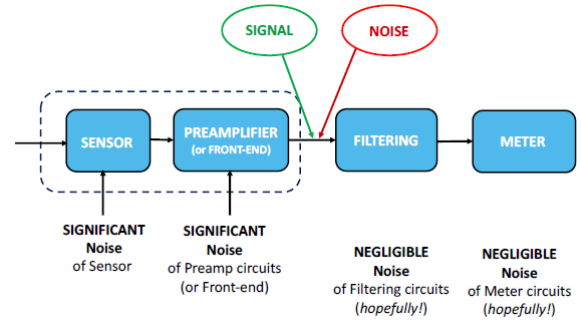 SIGNAL
NOISE
SENSOR
PREAMPLIFIER
(or FRONT-END)
FILTERING
METER
SIGNIFICANT
Noise
of Sensor
SIGNIFICANT
Noise
of Preamp circuits
(or Front-end)
NEGLIGIBLE
Noise
of Filtering circuits
(hopefully!)
NEGLIGIBLE
Noise
of Meter circuits
(hopefully!)